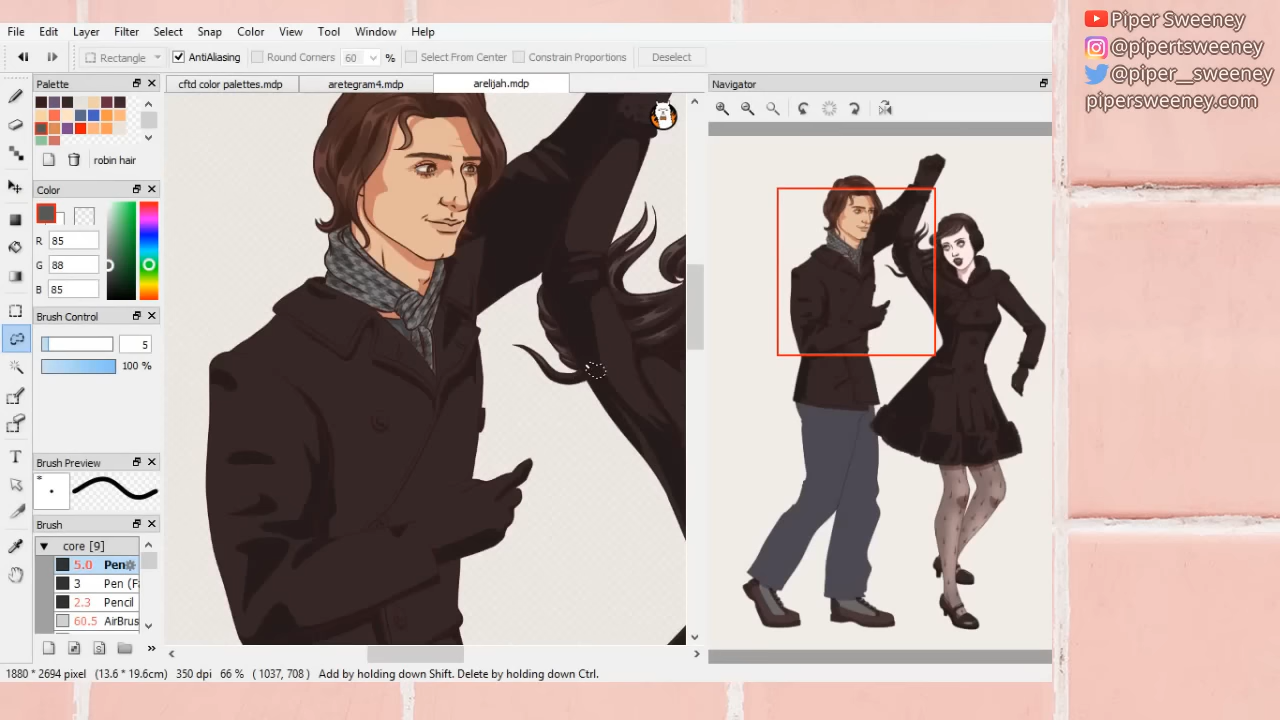 File Edit Layer Filter Select Snap Color View Tools Window Help
Rectangle AntiAliasing Round Corners 60 % Select From Center Constrain Proportions Deselect
Palette
robin hair
Color
R 85
G 88
B 85
Brush Control
5
100 %
Brush Preview
*
Brush
core [9]
5.0 Pen
3 Pen (F
2.3 Pencil
60.5 AirBrus
cftd color palettes.mdp aretegram4.mdp arelijah.mdp
Navigator
1880 * 2694 pixel (13.6 * 19.6cm) 350 dpi 66 % ( 1037, 708 ) Add by holding down Shift. Delete by holding down Ctrl.
Piper Sweeney
@pipertsweeney
@piper__sweeney
pipersweeney.com